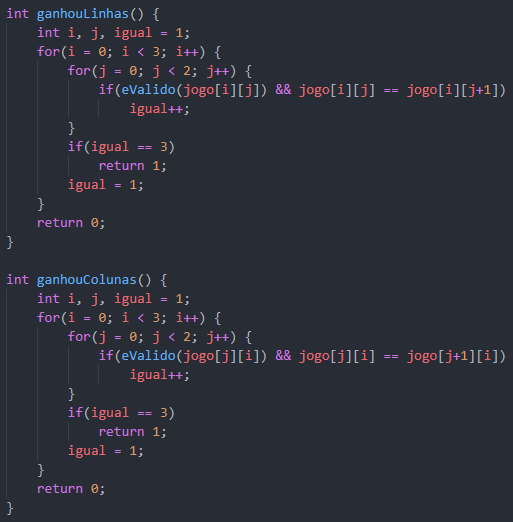 int ganhouLinhas() {
    int i, j, igual = 1;
    for(i = 0; i < 3; i++) {
        for(j = 0; j < 2; j++) {
            if(eValido(jogo[i][j]) && jogo[i][j] == jogo[i][j+1])
                igual++;
        }
        if(igual == 3)
            return 1;
        igual = 1;
    }
    return 0;
}

int ganhouColunas() {
    int i, j, igual = 1;
    for(i = 0; i < 3; i++) {
        for(j = 0; j < 2; j++) {
            if(eValido(jogo[j][i]) && jogo[j][i] == jogo[j+1][i])
                igual++;
        }
        if(igual == 3)
            return 1;
        igual = 1;
    }
    return 0;
}